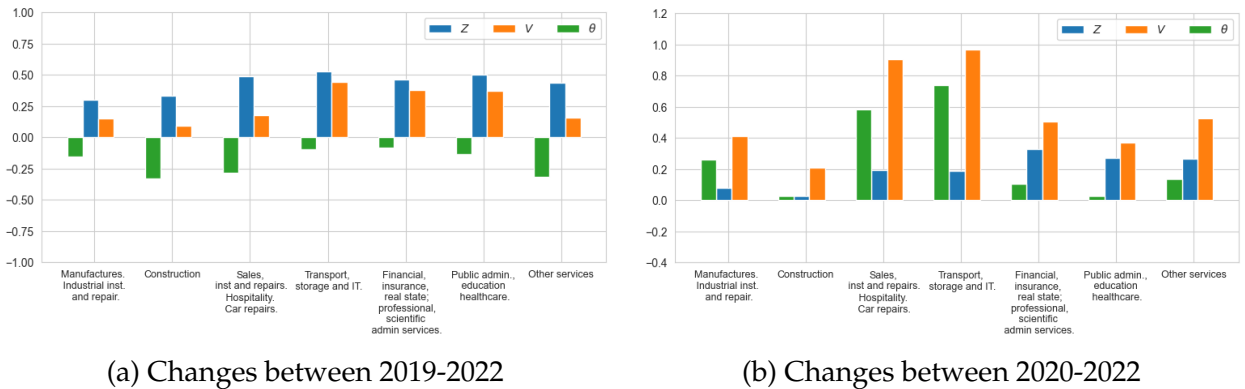 1.00
0.75
0.50
0.25
0.00
−0.25
−0.50
−0.75
−1.00
Z V θ
Manufactures.
Industrial inst.
and repair.
Construction
Sales,
inst and repairs.
Hospitality.
Car repairs.
Transport,
storage and IT.
Financial,
insurance,
real state;
professional,
scientific
admin services.
Public admin.,
education
healthcare.
Other services
(a) Changes between 2019-2022
1.2
1.0
0.8
0.6
0.4
0.2
0.0
−0.2
−0.4
Z V θ
Manufactures.
Industrial inst.
and repair.
Construction
Sales,
inst and repairs.
Hospitality.
Car repairs.
Transport,
storage and IT.
Financial,
insurance,
real state;
professional,
scientific
admin services.
Public admin.,
education
healthcare.
Other services
(b) Changes between 2020-2022